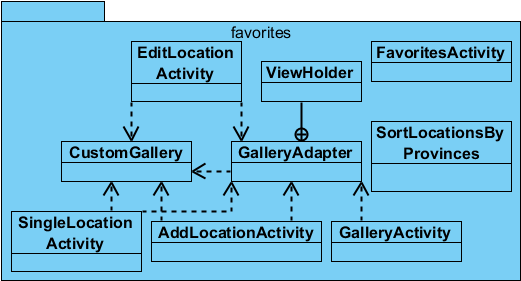 favorites
EditLocation
Activity
ViewHolder
FavoritesActivity
CustomGallery
GalleryAdapter
SortLocationsBy
Provinces
SingleLocation
Activity
AddLocationActivity
GalleryActivity